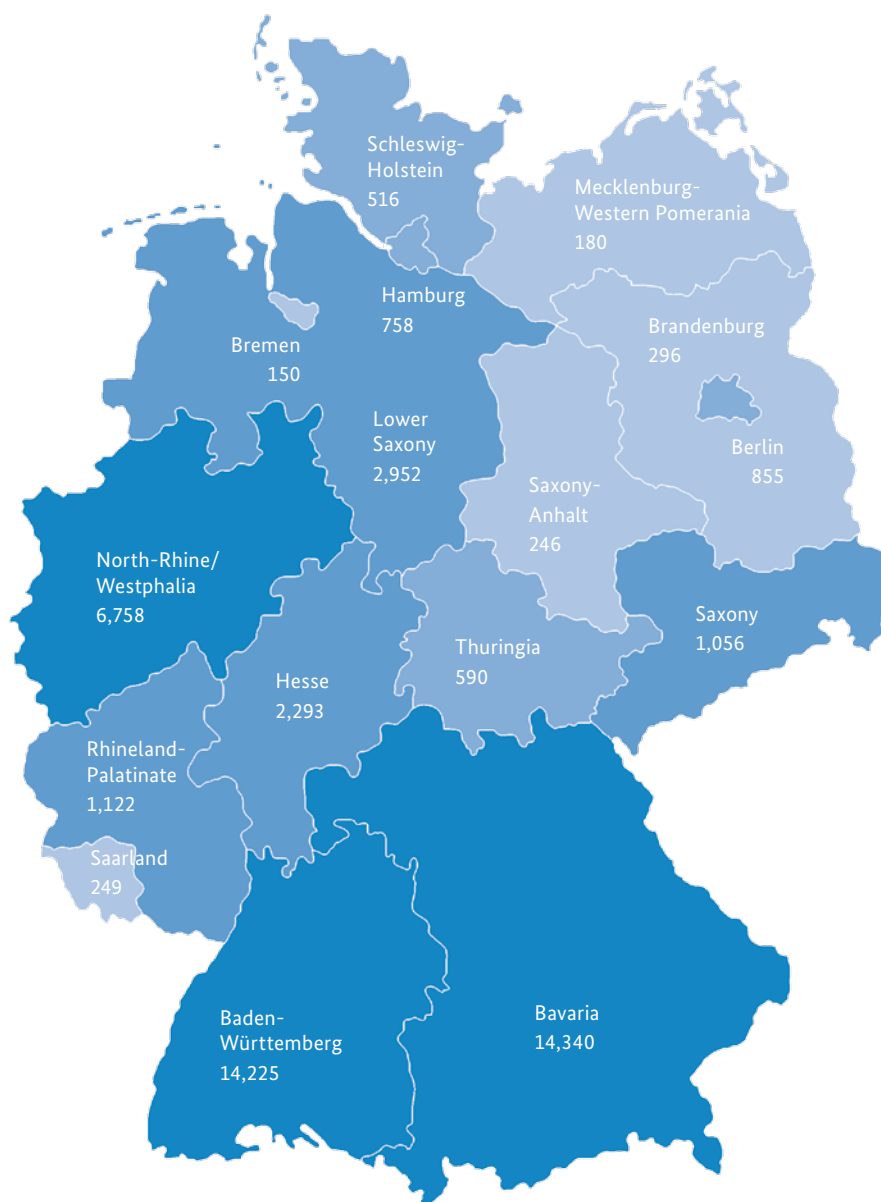 Schleswig-
Holstein
516
Mecklenburg-
Western Pomerania
180
Hamburg
758
Brandenburg
296
Bremen
150
Lower
Saxony
2,952
Berlin
855
Saxony-
Anhalt
246
North-Rhine/
Westphalia
6,758
Saxony
1,056
Thuringia
590
Hesse
2,293
Rhineland-
Palatinate
1,122
Saarland
249
Baden-
Württemberg
14,225
Bavaria
14,340